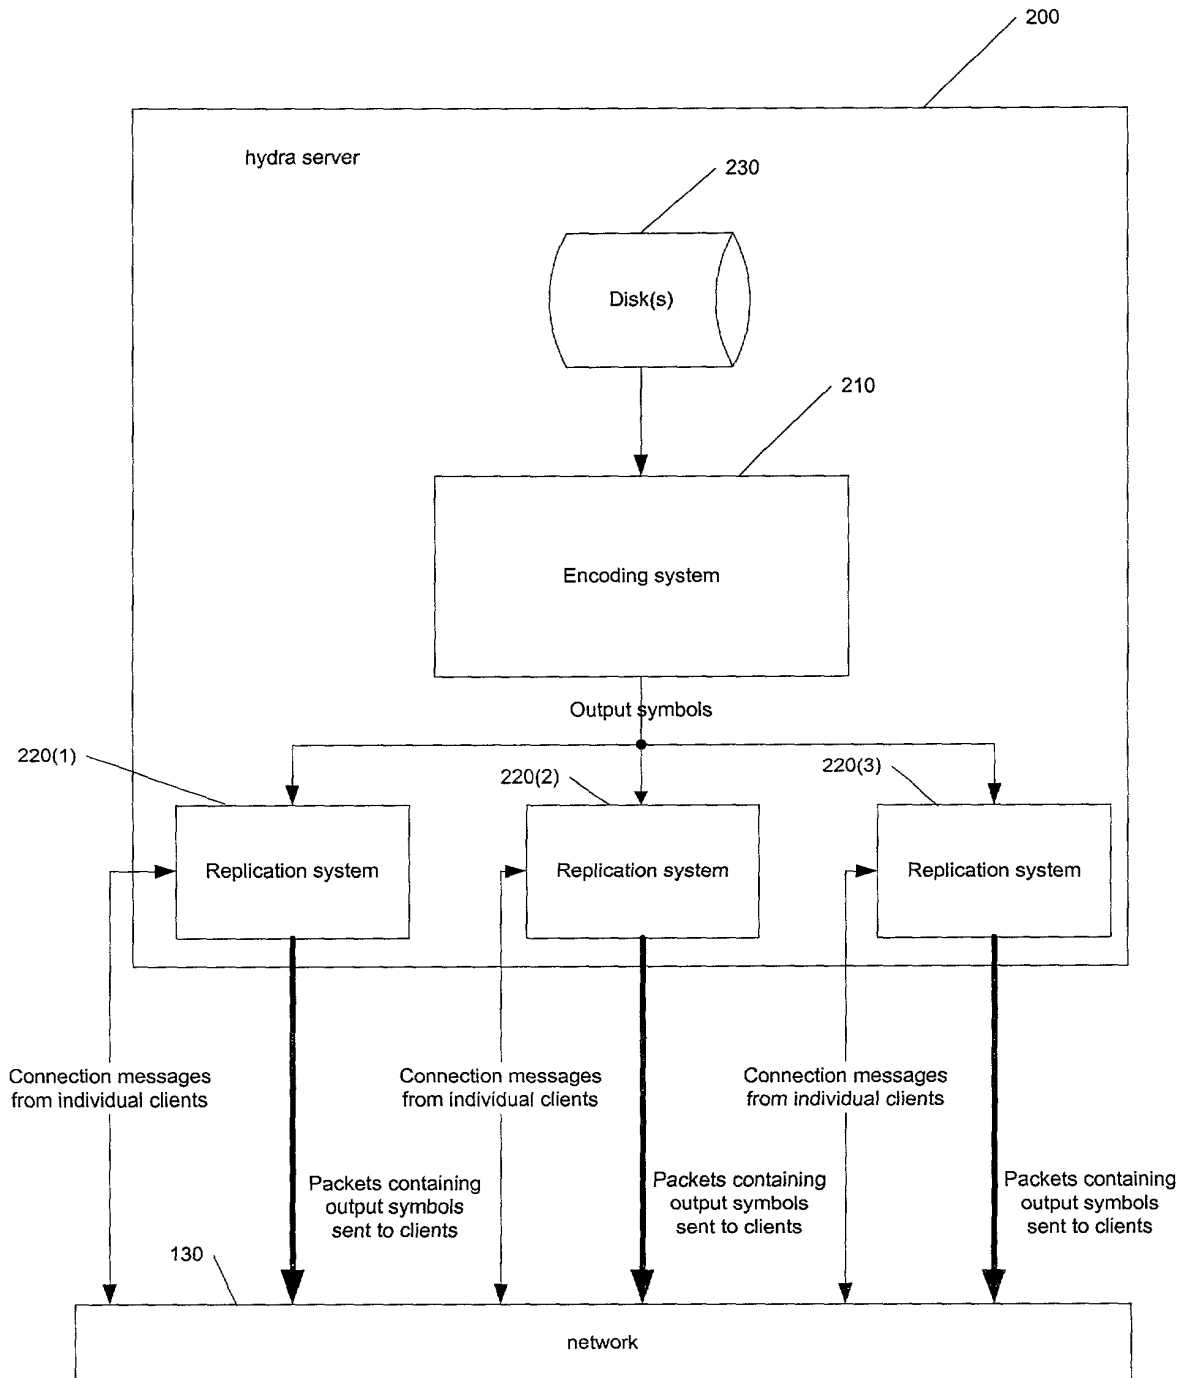 200
hydra server
230
Disk(s)
210
Encoding system
Output symbols
220(1)
220(2)
220(3)
Replication system
Replication system
Replication system
Connection messages
from individual clients
Connection messages
from individual clients
Connection messages
from individual clients
Packets containing
output symbols
sent to clients
Packets containing
output symbols
sent to clients
Packets containing
output symbols
sent to clients
130
network